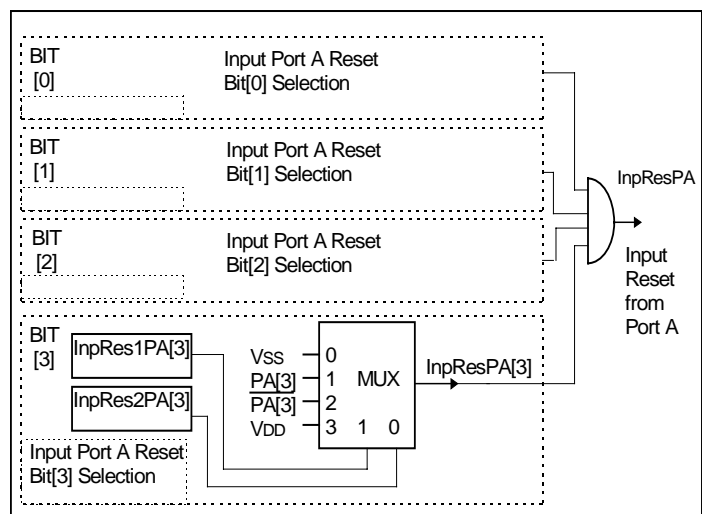 BIT
[0]
Input Port A Reset
Bit[0] Selection
BIT
[1]
Input Port A Reset
Bit[1] Selection
BIT
[2]
Input Port A Reset
Bit[2] Selection
InpResPA
Input
Reset
from
Port A
BIT
[3]
InpRes1PA[3]
InpRes2PA[3]
VSS 0
PA[3] 1 MUX
PA[3] 2
VDD 3 1 0
InpResPA[3]
Input Port A Reset
Bit[3] Selection